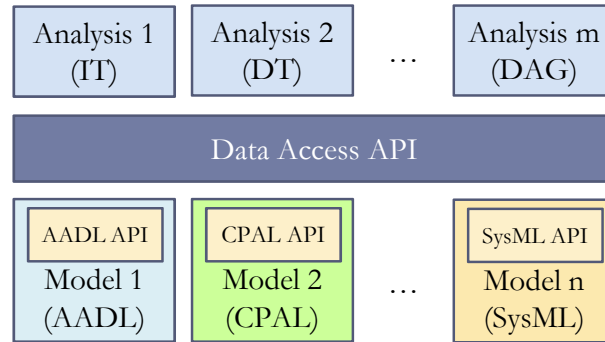 Analysis 1
(IT)
Analysis 2
(DT)
...
Analysis m
(DAG)
Data Access API
AADL API
Model 1
(AADL)
CPAL API
Model 2
(CPAL)
...
SysML API
Model n
(SysML)